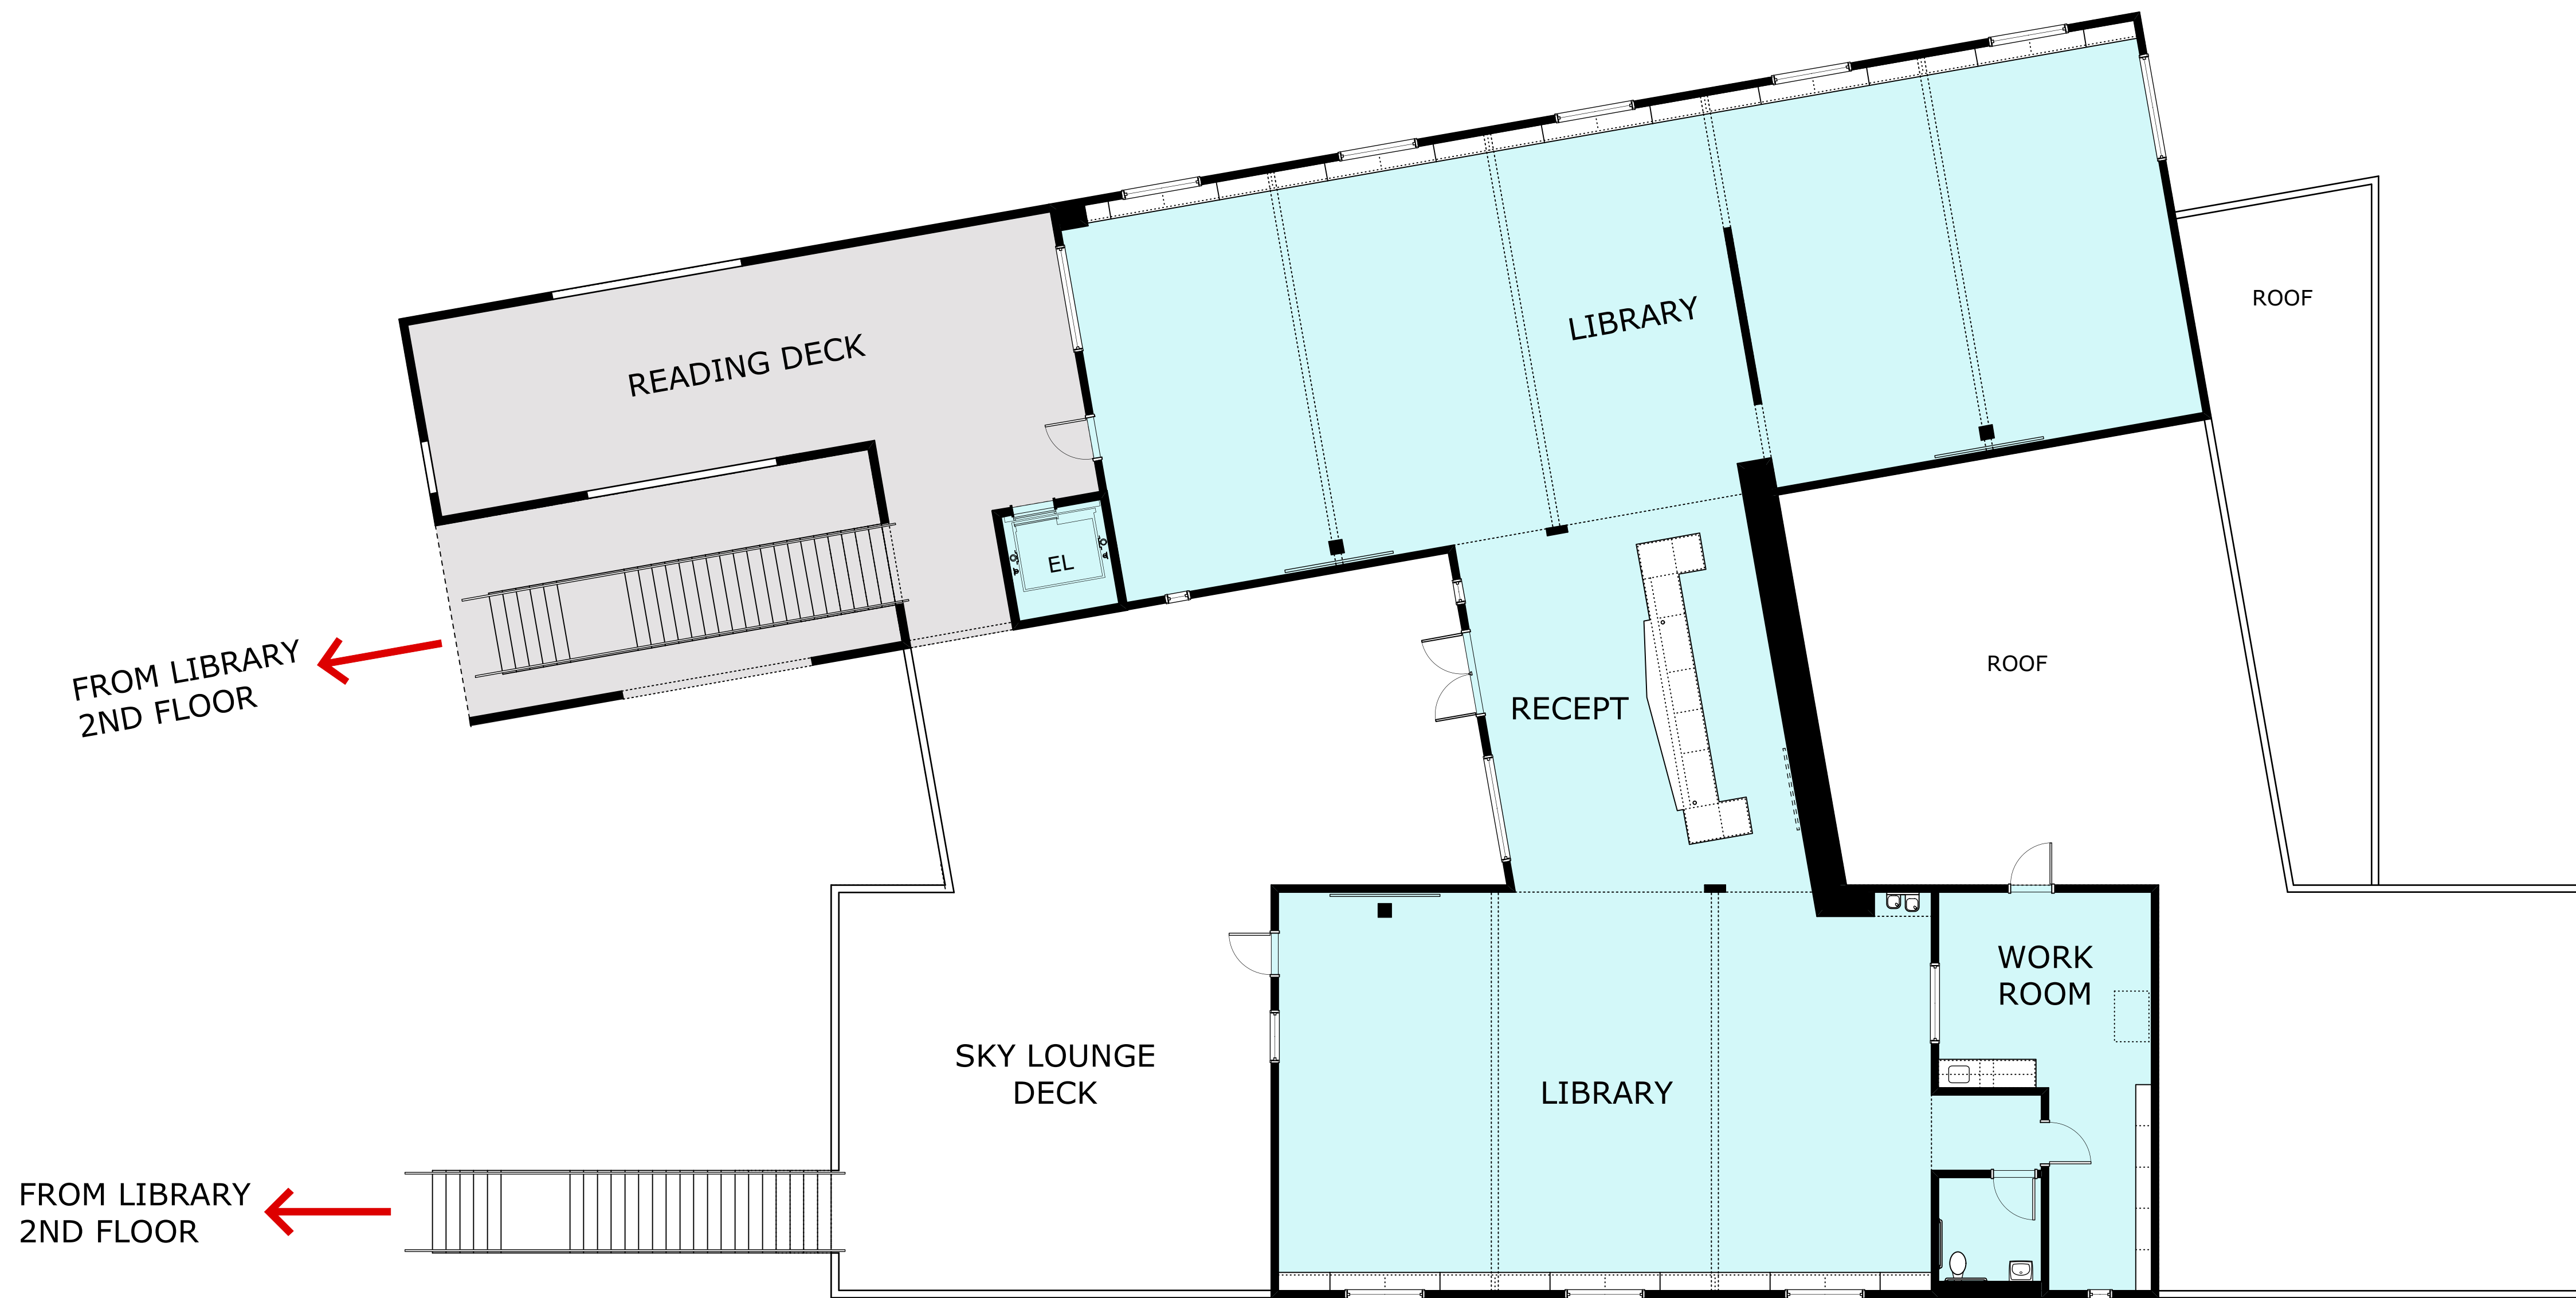 ROOF
LIBRARY
READING DECK
EL
FROM LIBRARY
2ND FLOOR
ROOF
RECEPT
WORK
ROOM
SKY LOUNGE
DECK
LIBRARY
FROM LIBRARY
2ND FLOOR